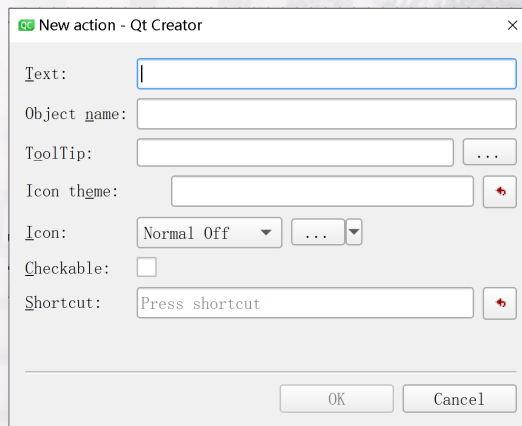 New action - Qt Creator
Text:
Object name:
ToolTip:
...
Icon theme:
Icon:
Normal Off
...
Checkable:
Shortcut:
Press shortcut
OK
Cancel